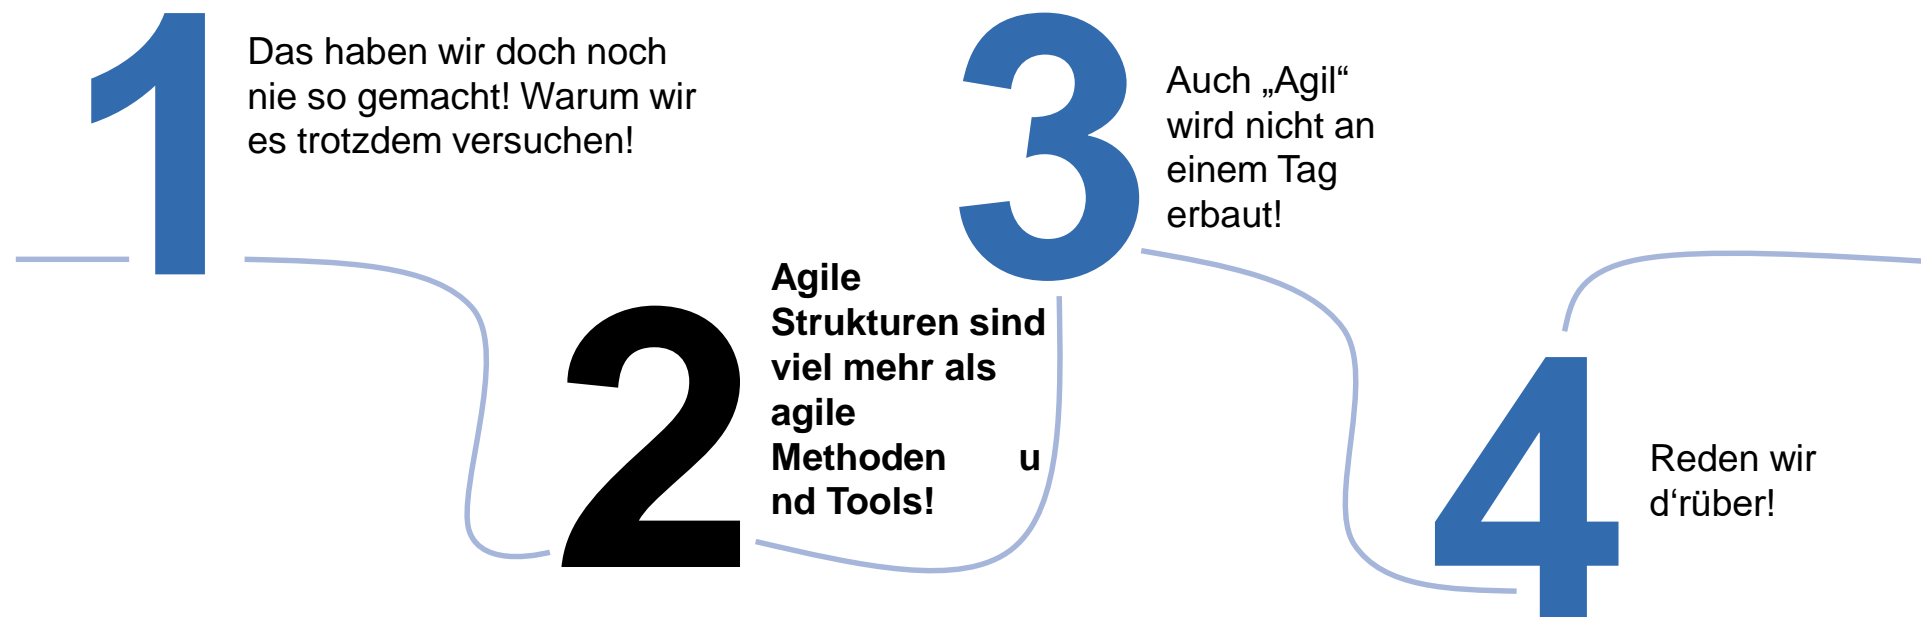 1
Das haben wir doch noch
nie so gemacht! Warum wir
es trotzdem versuchen!
2
Agile
Strukturen sind
viel mehr als
agile
Methoden u
nd Tools!
3
Auch „Agil“
wird nicht an
einem Tag
erbaut!
4
Reden wir
d‘rüber!